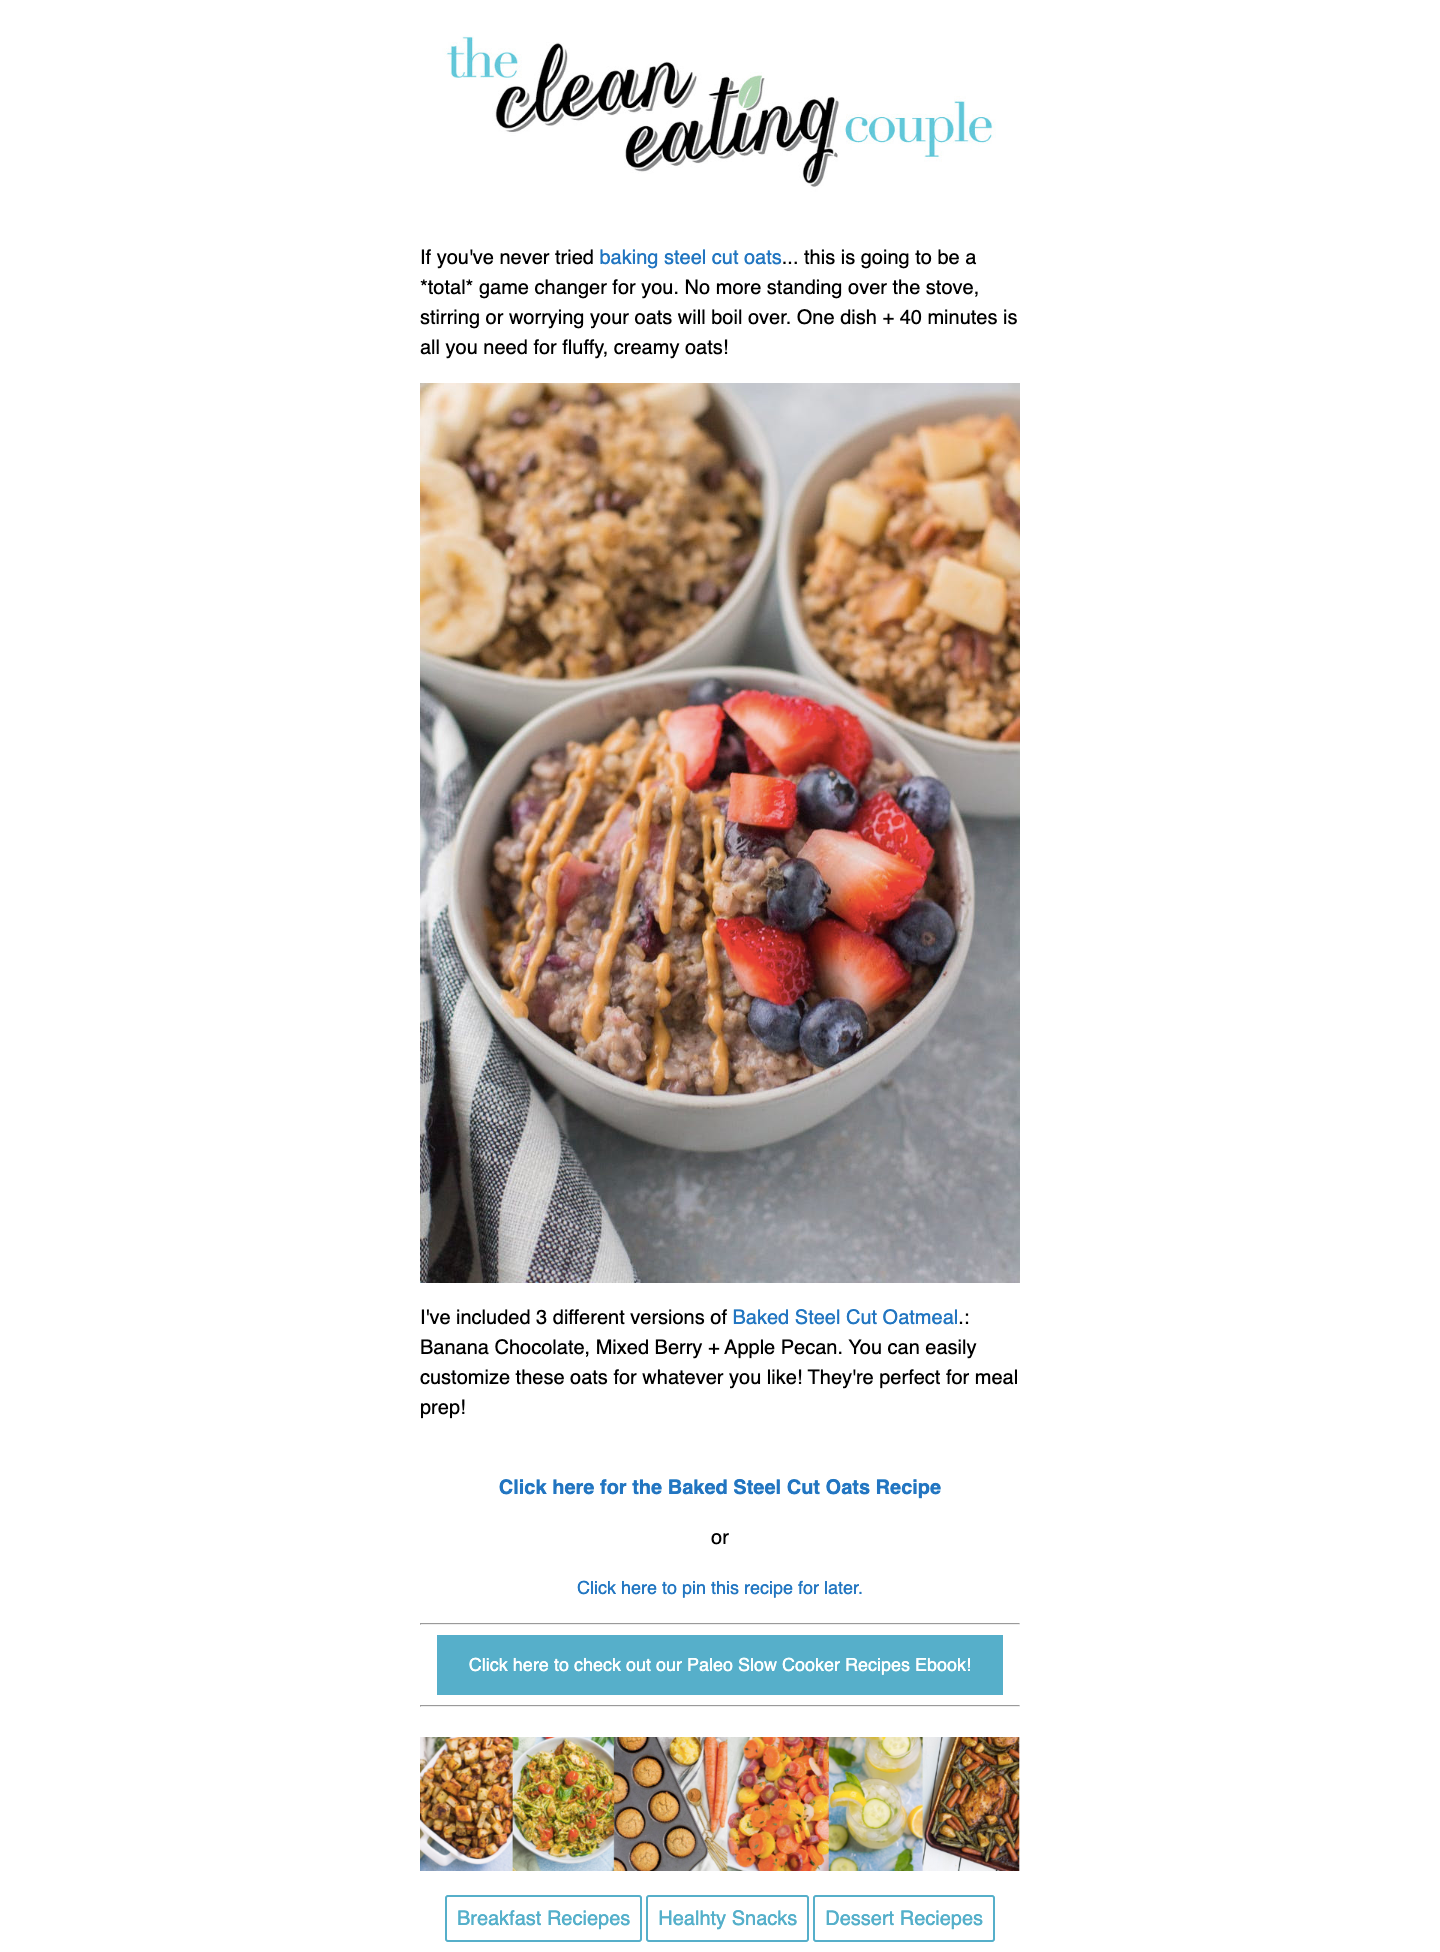 the clean eating couple
If you've never tried baking steel cut oats... this is going to be a
*total* game changer for you. No more standing over the stove,
stirring or worrying your oats will boil over. One dish + 40 minutes is
all you need for fluffy, creamy oats!
I've included 3 different versions of Baked Steel Cut Oatmeal.:
Banana Chocolate, Mixed Berry + Apple Pecan. You can easily
customize these oats for whatever you like! They're perfect for meal
prep!
Click here for the Baked Steel Cut Oats Recipe
or
Click here to pin this recipe for later.
Click here to check out our Paleo Slow Cooker Recipes Ebook!
Breakfast Reciepes Healhty Snacks Dessert Reciepes